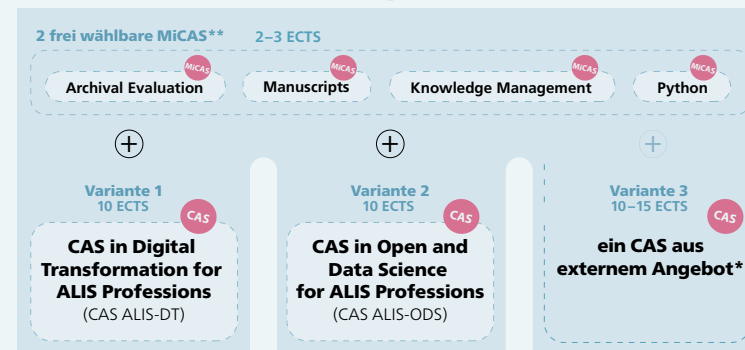 2 frei wählbare MiCAS** 2–3 ECTS
MiCAS MiCAS MiCAS MiCAS
Archival Evaluation Manuscripts Knowledge Management Python
+ + +
Variante 1 Variante 2 Variante 3
10 ECTS 10 ECTS 10–15 ECTS
CAS CAS CAS
CAS in Digital
Transformation for
ALIS Professions
(CAS ALIS-DT)
CAS in Open and
Data Science
for ALIS Professions
(CAS ALIS-ODS)
ein CAS aus
externem Angebot*